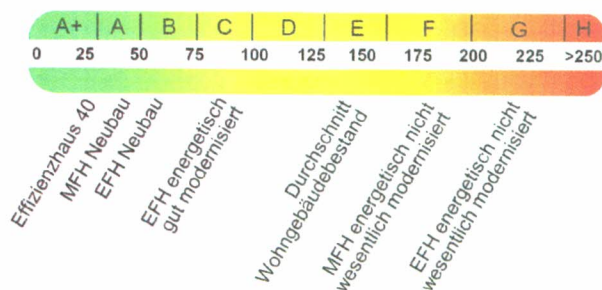 A+ A B C D E F G H
0 25 50 75 100 125 150 175 200 225 >250
Effizienzhaus 40
MFH Neubau
EFH Neubau
EFH energetisch
gut modernisiert
Durchschnitt
Wohngebäudebestand
MFH energetisch nicht
wesentlich modernisiert
EFH energetisch nicht
wesentlich modernisiert